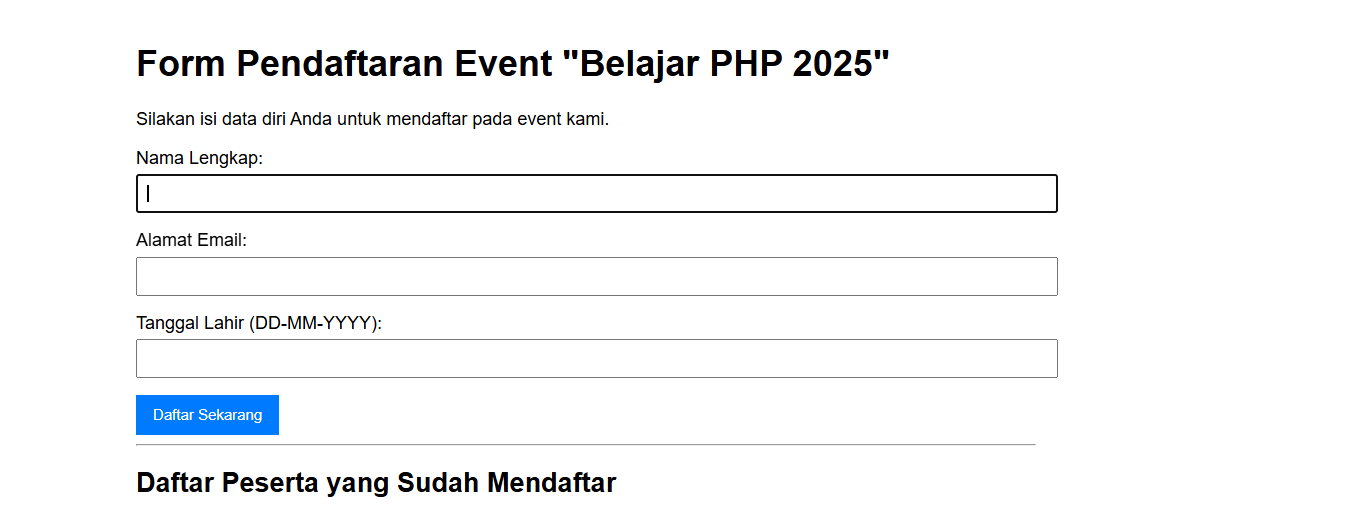 Form Pendaftaran Event "Belajar PHP 2025"
Silakan isi data diri Anda untuk mendaftar pada event kami.
Nama Lengkap:
Alamat Email:
Tanggal Lahir (DD-MM-YYYY):
Daftar Sekarang
Daftar Peserta yang Sudah Mendaftar